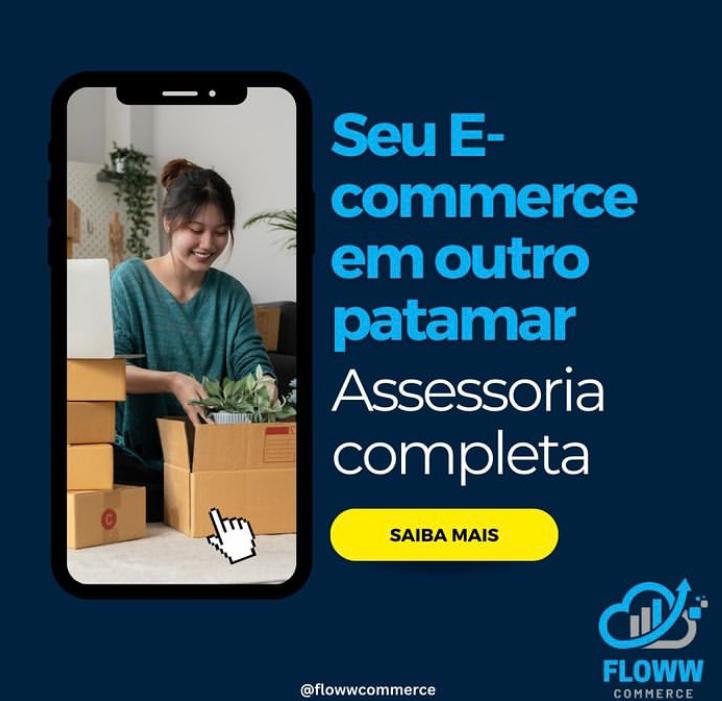 Seu E-
commerce
em outro
patamar
Assessoria
completa
SAIBA MAIS
FLOWW
COMMERCE
@flowwcommerce